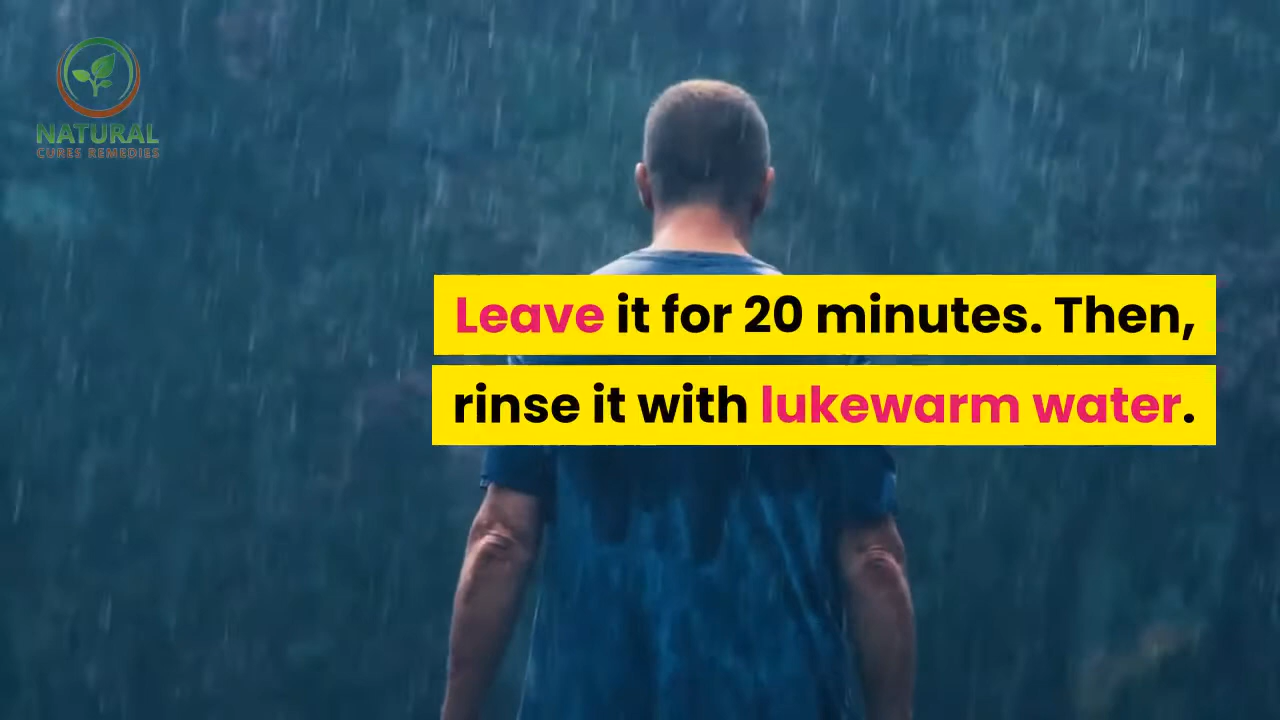 NATURAL
CURES REMEDIES
Leave it for 20 minutes. Then,
rinse it with lukewarm water.